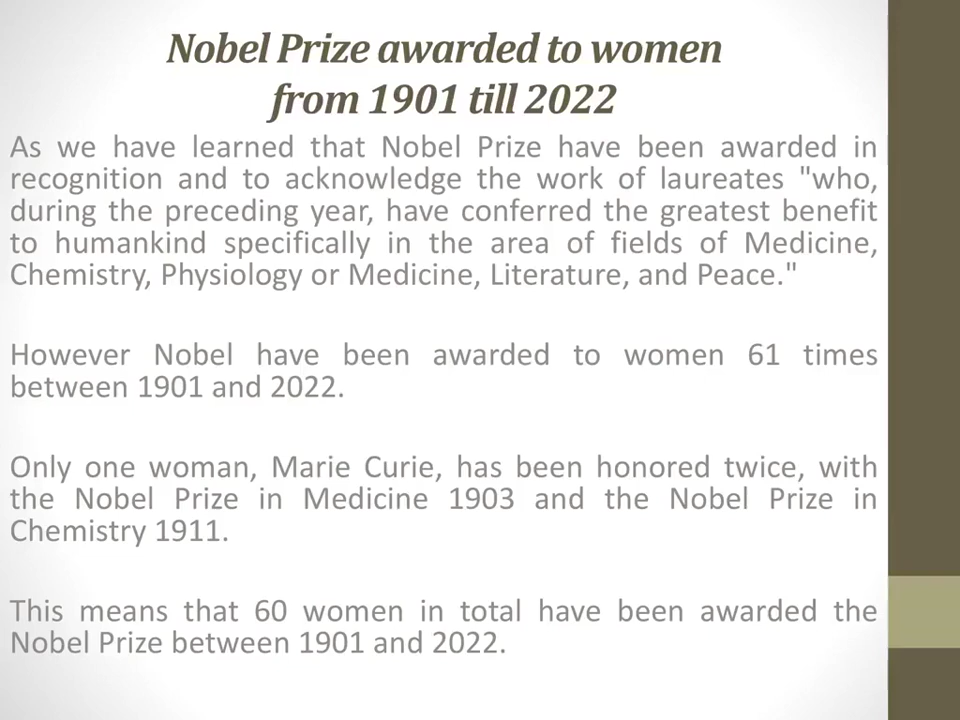 Nobel Prize awarded to women
from 1901 till 2022
As we have learned that Nobel Prize have been awarded in
recognition and to acknowledge the work of laureates "who,
during the preceding year, have conferred the greatest benefit
to humankind specifically in the area of fields of Medicine,
Chemistry, Physiology or Medicine, Literature, and Peace."
However Nobel have been awarded to women 61 times
between 1901 and 2022.
Only one woman, Marie Curie, has been honored twice, with
the Nobel Prize in Medicine 1903 and the Nobel Prize in
Chemistry 1911.
This means that 60 women in total have been awarded the
Nobel Prize between 1901 and 2022.